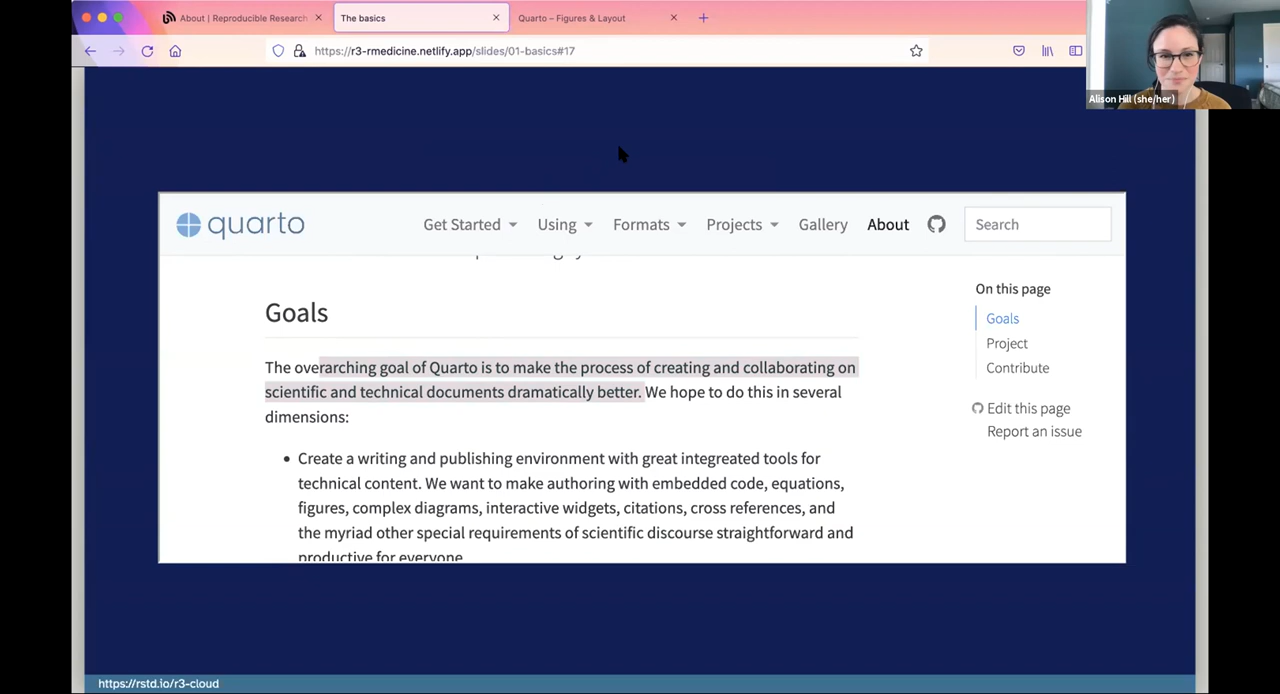 About | Reproducible Research
The basics
Quarto – Figures & Layout
https://r3-rmedicine.netlify.app/slides/01-basics#17
Alison Hill (she/her)
quarto
Get Started
Using
Formats
Projects
Gallery
About
Search
Goals
The overarching goal of Quarto is to make the process of creating and collaborating on
scientific and technical documents dramatically better. We hope to do this in several
dimensions:
Create a writing and publishing environment with great integreated tools for
technical content. We want to make authoring with embedded code, equations,
figures, complex diagrams, interactive widgets, citations, cross references, and
the myriad other special requirements of scientific discourse straightforward and
productive for everyone
On this page
Goals
Project
Contribute
Edit this page
Report an issue
https://rstd.io/r3-cloud